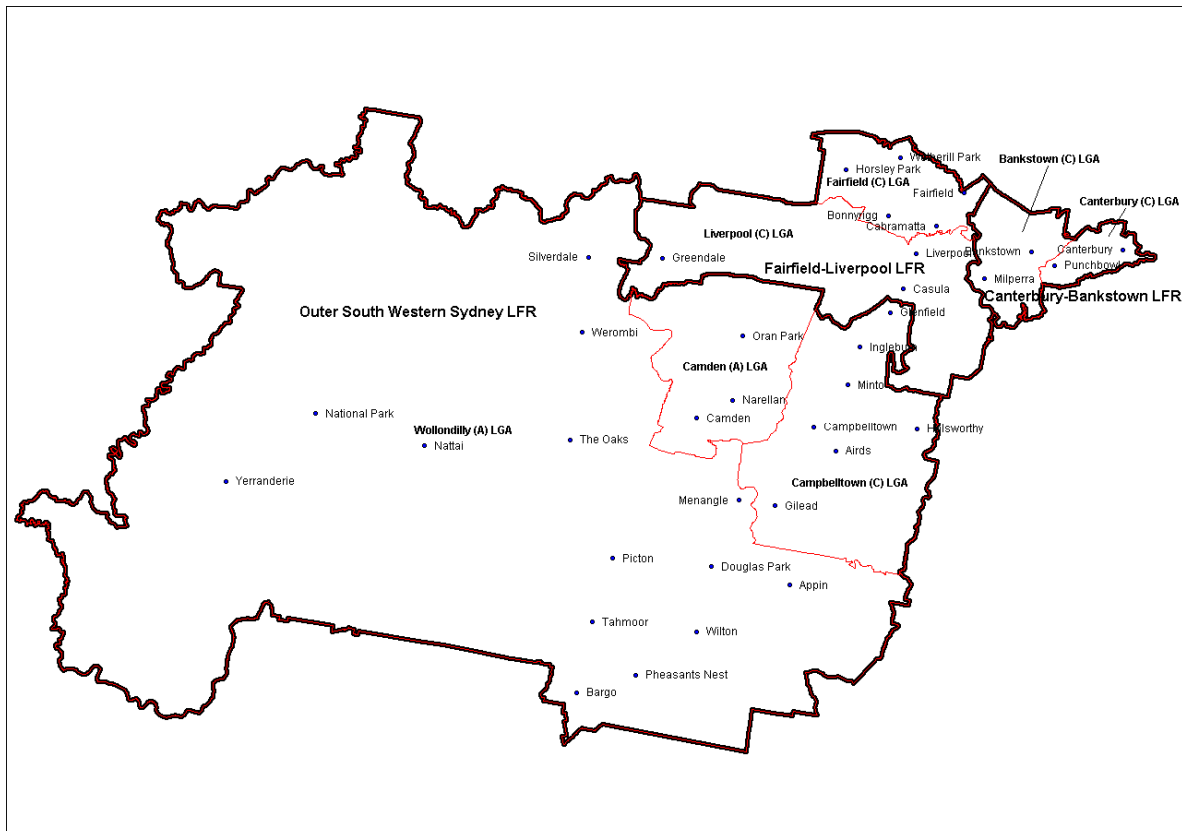 Wetherill Park
Bankstown (C) LGA
Horsley Park
Fairfield (C) LGA
Fairfield
Canterbury (C) LGA
Bonnyrigg
Cabramatta
Liverpool (C) LGA
Liverpool
Bankstown
Canterbury
Silverdale
Greendale
Fairfield-Liverpool LFR
Punchbowl
Milperra
Casula
Canterbury-Bankstown LFR
Outer South Western Sydney LFR
Glenfield
Werombi
Oran Park
Ingleburn
Camden (A) LGA
Minto
Narellan
National Park
Camden
Wollondilly (A) LGA
Campbelltown
Holsworthy
The Oaks
Nattai
Airds
Yerranderie
Campbelltown (C) LGA
Menangle
Gilead
Picton
Douglas Park
Appin
Tahmoor
Wilton
Pheasants Nest
Bargo